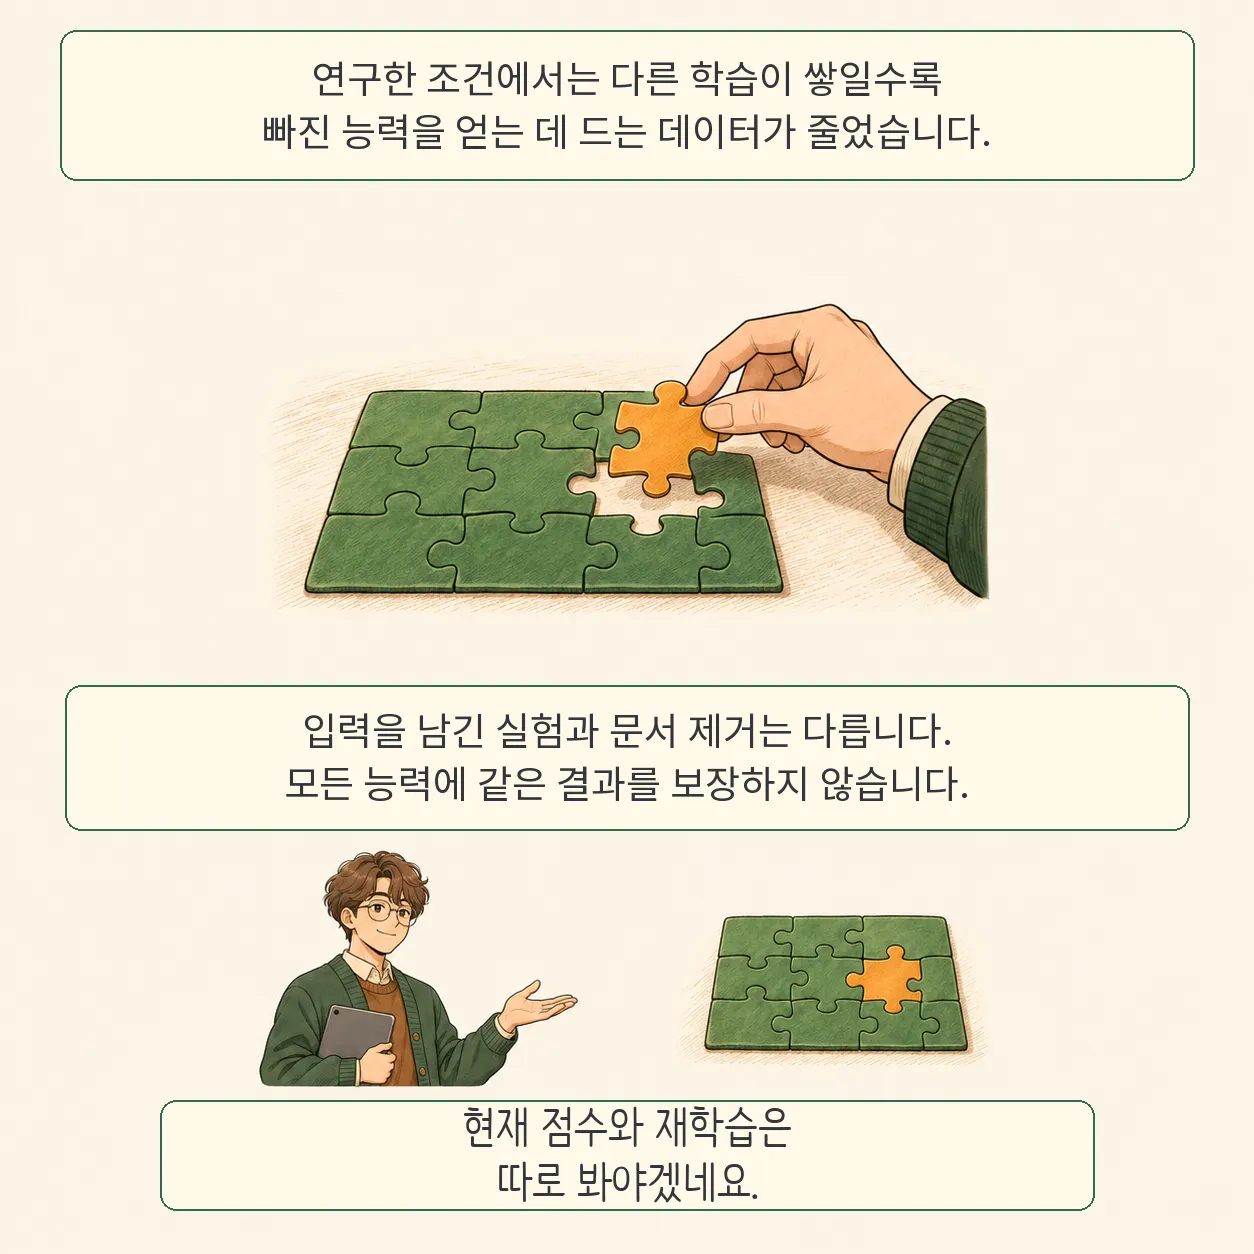 연구한 조건에서는 다른 학습이 쌓일수록
빠진 능력을 얻는 데 드는 데이터가 줄었습니다.
입력을 남긴 실험과 문서 제거는 다릅니다.
모든 능력에 같은 결과를 보장하지 않습니다.
현재 점수와 재학습은
따로 봐야겠네요.